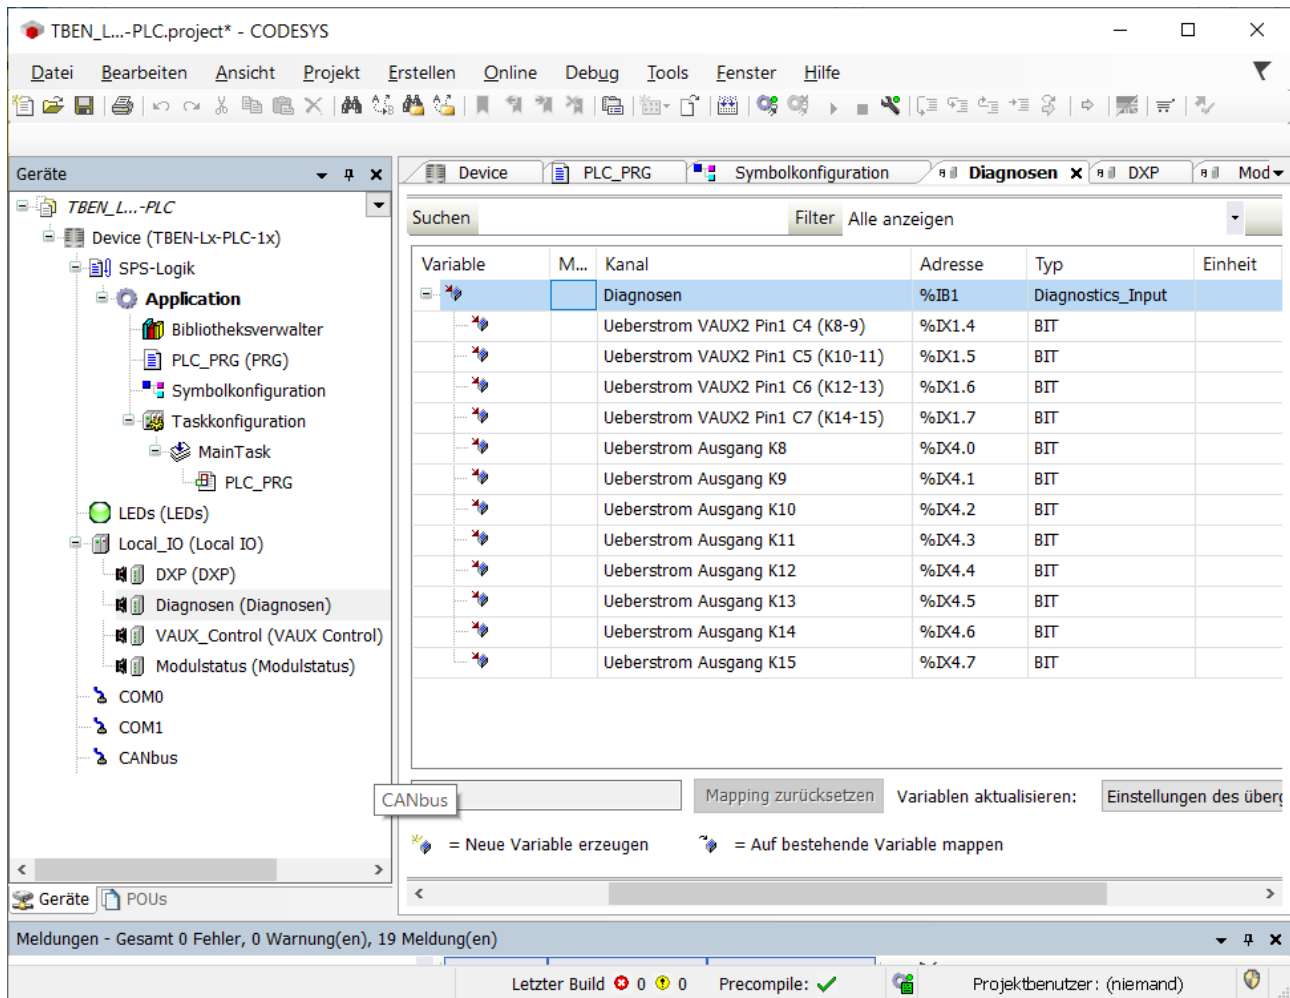 TBEN_L...-PLC.project* - CODESYS
Datei Bearbeiten Ansicht Projekt Erstellen Online Debug Tools Fenster Hilfe
Geräte
TBEN_L...-PLC
Device (TBEN-Lx-PLC-1x)
SPS-Logik
Application
Bibliotheksverwalter
PLC_PRG (PRG)
Symbolkonfiguration
Taskkonfiguration
MainTask
PLC_PRG
LEDs (LEDs)
Local_IO (Local IO)
DXP (DXP)
Diagnosen (Diagnosen)
VAUX_Control (VAUX Control)
Modulstatus (Modulstatus)
COM0
COM1
CANbus
CANbus
Geräte POUs
Device PLC_PRG Symbolkonfiguration Diagnosen DXP Mod
Suchen Filter Alle anzeigen
Variable M... Kanal Adresse Typ Einheit
Diagnosen %IB1 Diagnostics_Input
Ueberstrom VAUX2 Pin1 C4 (K8-9) %IX1.4 BIT
Ueberstrom VAUX2 Pin1 C5 (K10-11) %IX1.5 BIT
Ueberstrom VAUX2 Pin1 C6 (K12-13) %IX1.6 BIT
Ueberstrom VAUX2 Pin1 C7 (K14-15) %IX1.7 BIT
Ueberstrom Ausgang K8 %IX4.0 BIT
Ueberstrom Ausgang K9 %IX4.1 BIT
Ueberstrom Ausgang K10 %IX4.2 BIT
Ueberstrom Ausgang K11 %IX4.3 BIT
Ueberstrom Ausgang K12 %IX4.4 BIT
Ueberstrom Ausgang K13 %IX4.5 BIT
Ueberstrom Ausgang K14 %IX4.6 BIT
Ueberstrom Ausgang K15 %IX4.7 BIT
Mapping zurücksetzen Variablen aktualisieren: Einstellungen des überg
= Neue Variable erzeugen = Auf bestehende Variable mappen
Meldungen - Gesamt 0 Fehler, 0 Warnung(en), 19 Meldung(en)
Letzter Build 0 0 Precompile: Projektbenutzer: (niemand)